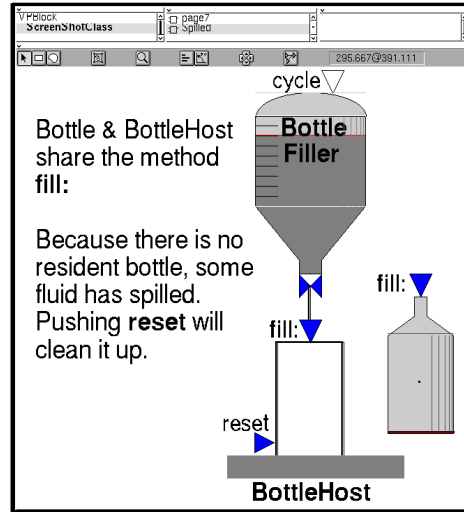 PBlock
ScreenShotClass
page7
Spilled
295.667@391.111
cycle
Bottle
Filler
Bottle & BottleHost
share the method
fill:
Because there is no
resident bottle, some
fluid has spilled.
Pushing reset will
clean it up.
fill:
fill:
reset
BottleHost